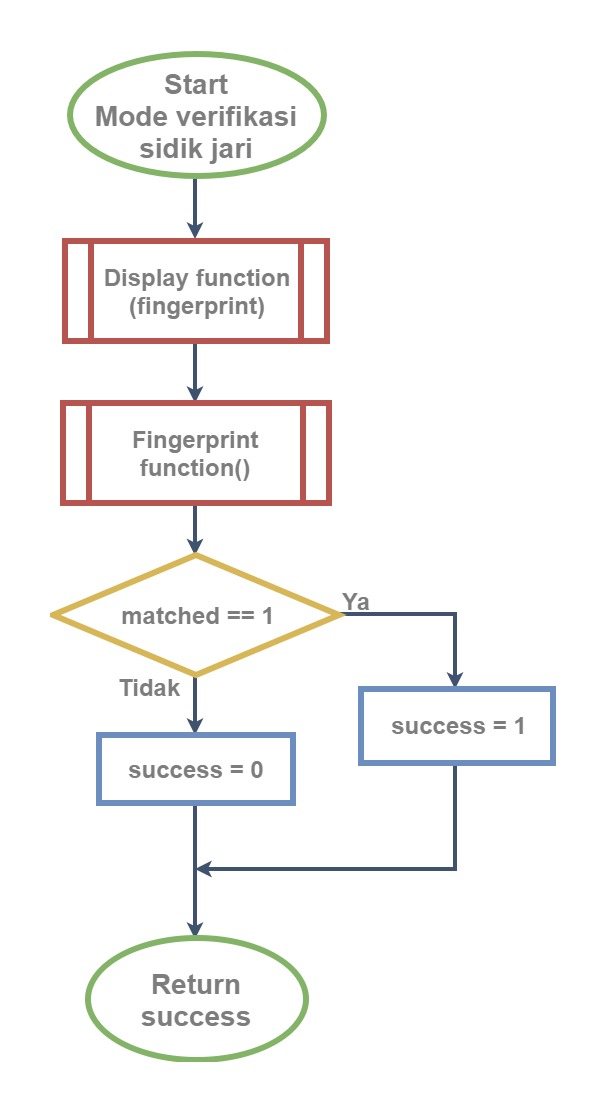 Start
Mode verifikasi
sidik jari
Display function
(fingerprint)
Fingerprint
function()
matched == 1
Ya
Tidak
success = 1
success = 0
Return
success